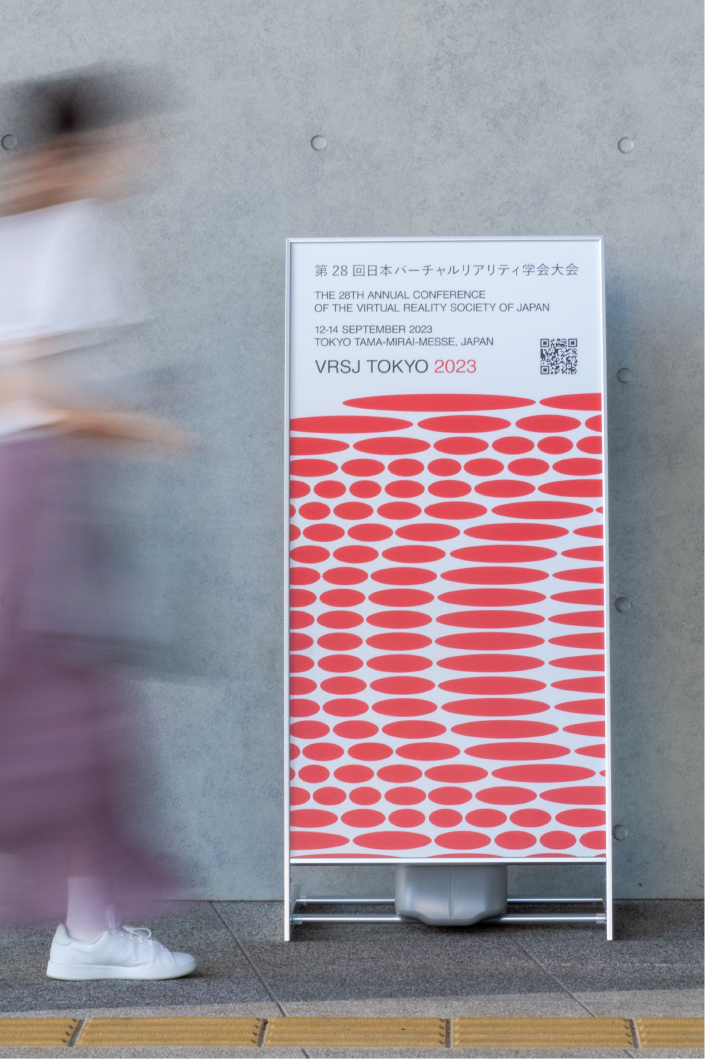 第 28 回日本バーチャルリアリティ学会大会
THE 28TH ANNUAL CONFERENCE
OF THE VIRTUAL REALITY SOCIETY OF JAPAN
12-14 SEPTEMBER 2023
TOKYO TAMA-MIRAI-MESSE, JAPAN
VRSJ TOKYO 2023